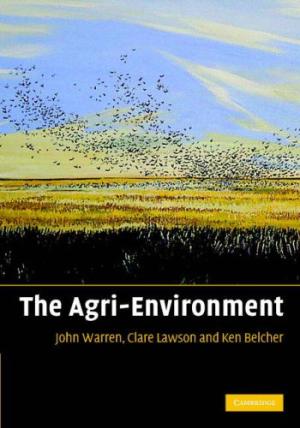 The Agri-Environment
John Warren, Clare Lawson and Ken Belcher
CAMBRIDGE